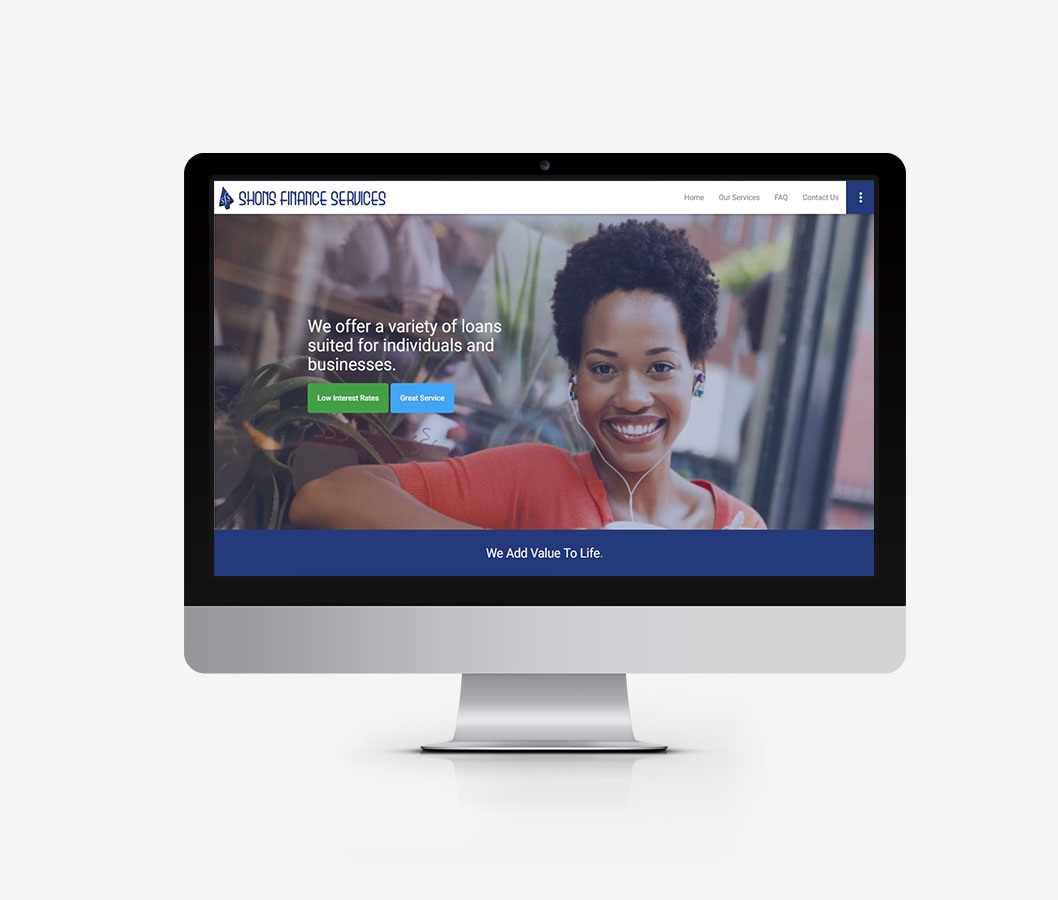 SHONS FINANCE SERVICES
Home Our Services FAQ Contact Us
We offer a variety of loans
suited for individuals and
businesses.
Low Interest Rates Great Service
We Add Value To Life.